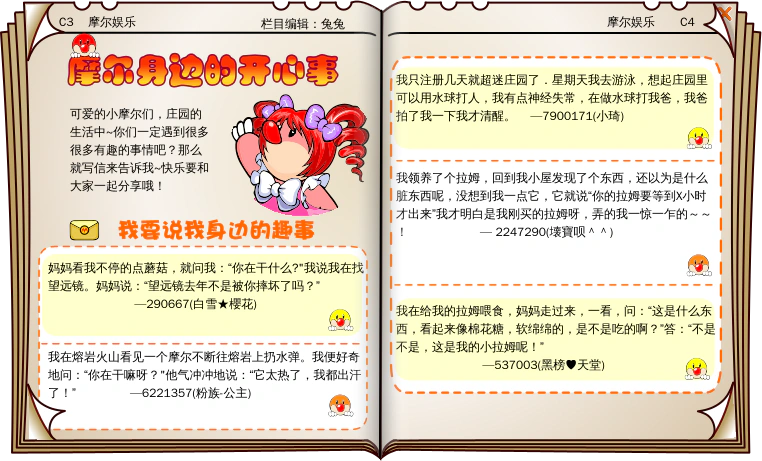 C3 摩尔娱乐 栏目编辑：兔兔
摩尔身边的开心事
可爱的小摩尔们，庄园的
生活中~你们一定遇到很多
很多有趣的事情吧？那么
就写信来告诉我~快乐要和
大家一起分享哦！
我要说我身边的趣事
妈妈看我不停的点蘑菇，就问我：“你在干什么?"我说我在找
望远镜。妈妈说：“望远镜去年不是被你摔坏了吗？”
—290667(白雪★樱花)
我在熔岩火山看见一个摩尔不断往熔岩上扔水弹。我便好奇
地问：“你在干嘛呀？"他气冲冲地说：“它太热了，我都出汗
了！” —6221357(粉族-公主)
摩尔娱乐 C4
我只注册几天就超迷庄园了．星期天我去游泳，想起庄园里
可以用水球打人，我有点神经失常，在做水球打我爸，我爸
拍了我一下我才清醒。 —7900171(小琦)
我领养了个拉姆，回到我小屋发现了个东西，还以为是什么
脏东西呢，没想到我一点它，它就说“你的拉姆要等到X小时
才出来”我才明白是我刚买的拉姆呀，弄的我一惊一乍的～～
！ — 2247290(壊寶呗＾＾)
我在给我的拉姆喂食，妈妈走过来，一看，问：“这是什么东
西，看起来像棉花糖，软绵绵的，是不是吃的啊？”答：“不是
不是，这是我的小拉姆呢！”
—537003(黑榜♥天堂)